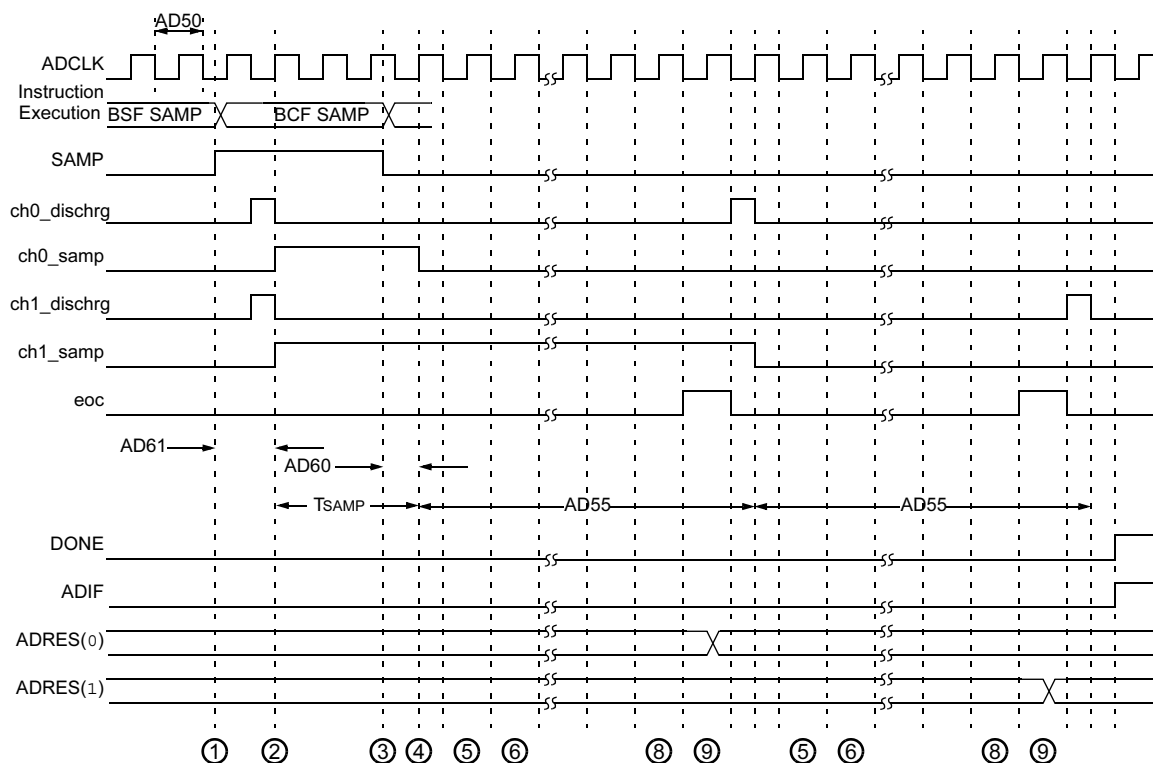 AD50
ADCLK
Instruction
Execution BSF SAMP BCF SAMP
SAMP
ch0_dischrg
ch0_samp
ch1_dischrg
ch1_samp
eoc
AD61
AD60
TSAMP AD55 AD55
DONE
ADIF
ADRES(0)
ADRES(1)
① ② ③ ④ ⑤ ⑥ ⑧ ⑨ ⑤ ⑥ ⑧ ⑨